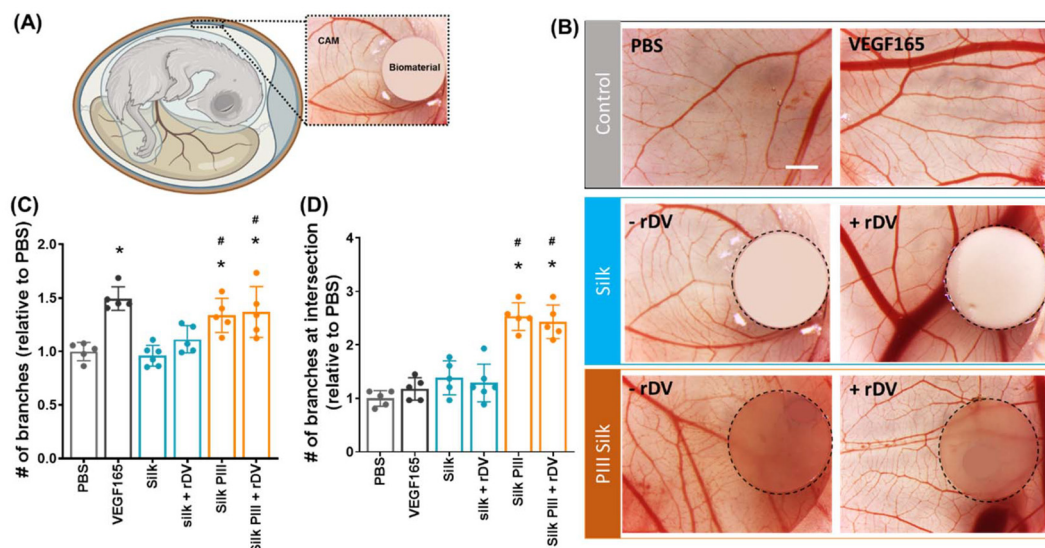 (A)
CAM
Biomaterial
(B)
Control
PBS
VEGF165
Silk
- rDV
+ rDV
PIII Silk
- rDV
+ rDV
(C)
# of branches (relative to PBS)
2.0
1.5
1.0
0.5
0.0
*
#
*
#
*
PBS
VEGF165
Silk
silk + rDV
Silk PIII
Silk PIII + rDV
(D)
# of branches at intersection
(relative to PBS)
4
3
2
1
0
#
*
#
*
PBS
VEGF165
Silk
silk + rDV
Silk PIII
Silk PIII + rDV